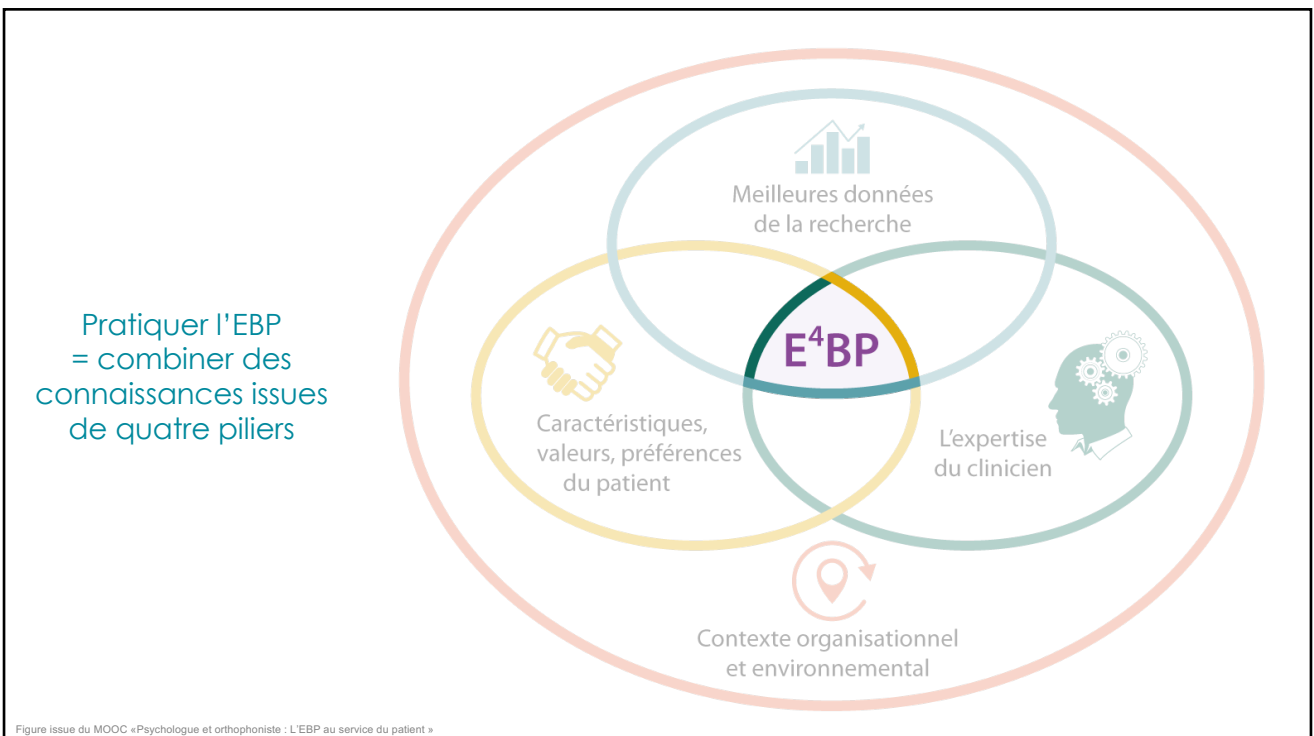 Pratiquer l’EBP
= combiner des
connaissances issues
de quatre piliers
Meilleures données
de la recherche
E⁴BP
Caractéristiques,
valeurs, préférences
du patient
L’expertise
du clinicien
Contexte organisationnel
et environnemental
Figure issue du MOOC «Psychologue et orthophoniste : L’EBP au service du patient »